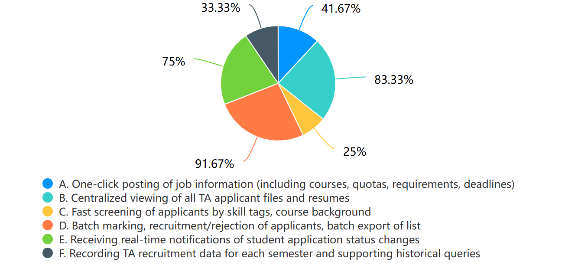 33.33%
41.67%
75%
83.33%
91.67%
25%
A. One-click posting of job information (including courses, quotas, requirements, deadlines)
B. Centralized viewing of all TA applicant files and resumes
C. Fast screening of applicants by skill tags, course background
D. Batch marking, recruitment/rejection of applicants, batch export of list
E. Receiving real-time notifications of student application status changes
F. Recording TA recruitment data for each semester and supporting historical queries